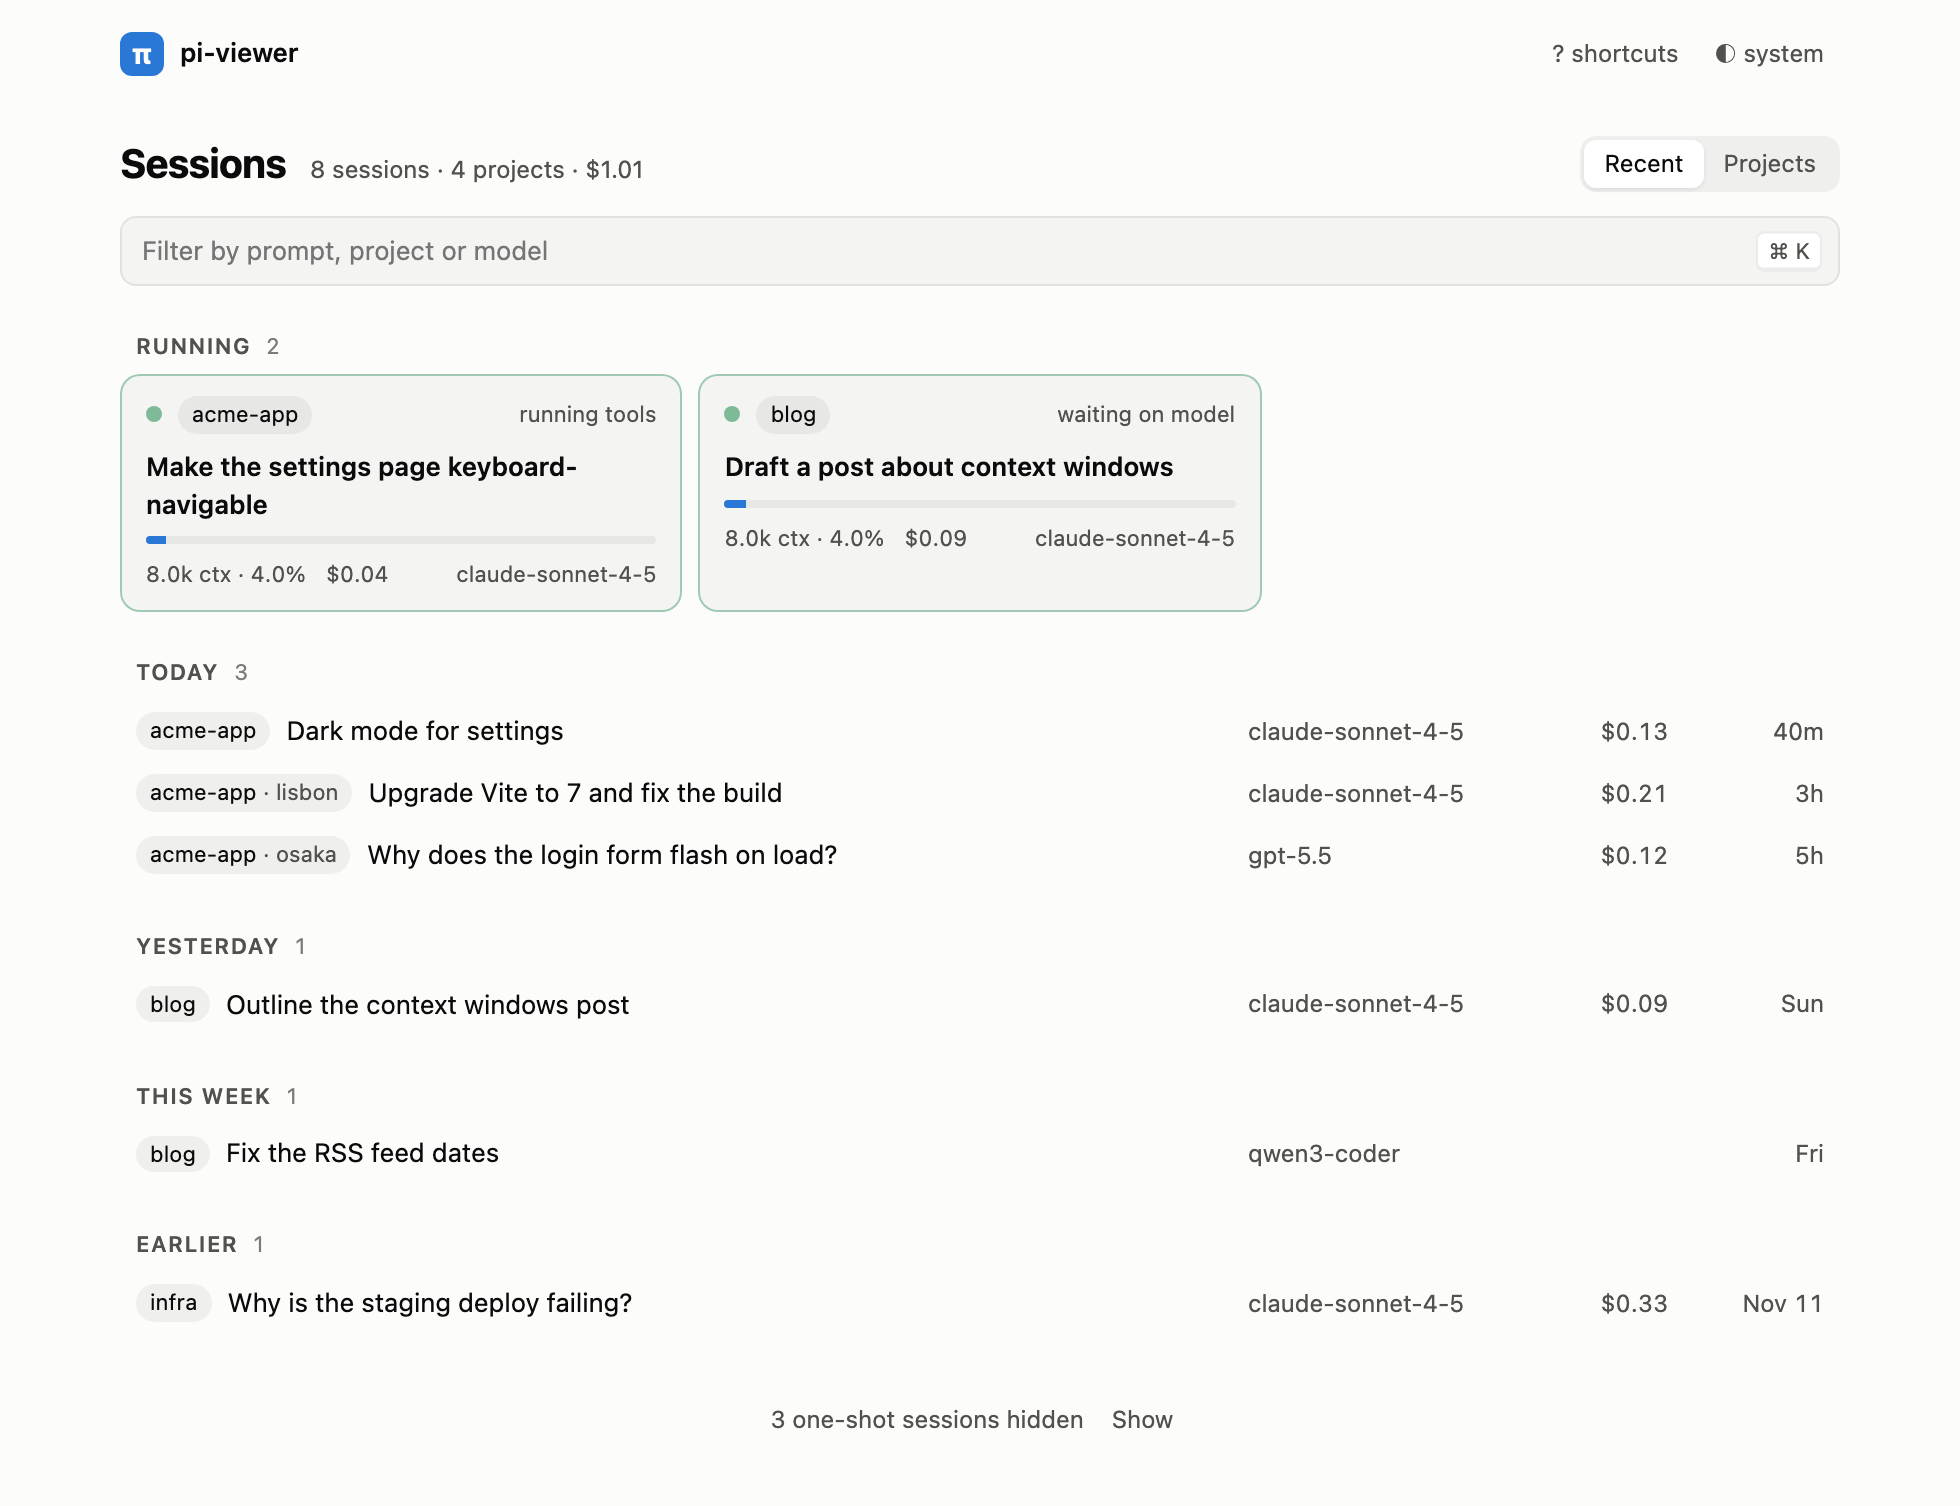 π pi-viewer ? shortcuts system
Sessions 8 sessions · 4 projects · $1.01 Recent Projects
Filter by prompt, project or model ⌘ K
RUNNING 2
acme-app running tools
Make the settings page keyboard-
navigable
8.0k ctx · 4.0% $0.04 claude-sonnet-4-5
blog waiting on model
Draft a post about context windows
8.0k ctx · 4.0% $0.09 claude-sonnet-4-5
TODAY 3
acme-app Dark mode for settings claude-sonnet-4-5 $0.13 40m
acme-app · lisbon Upgrade Vite to 7 and fix the build claude-sonnet-4-5 $0.21 3h
acme-app · osaka Why does the login form flash on load? gpt-5.5 $0.12 5h
YESTERDAY 1
blog Outline the context windows post claude-sonnet-4-5 $0.09 Sun
THIS WEEK 1
blog Fix the RSS feed dates qwen3-coder Fri
EARLIER 1
infra Why is the staging deploy failing? claude-sonnet-4-5 $0.33 Nov 11
3 one-shot sessions hidden Show